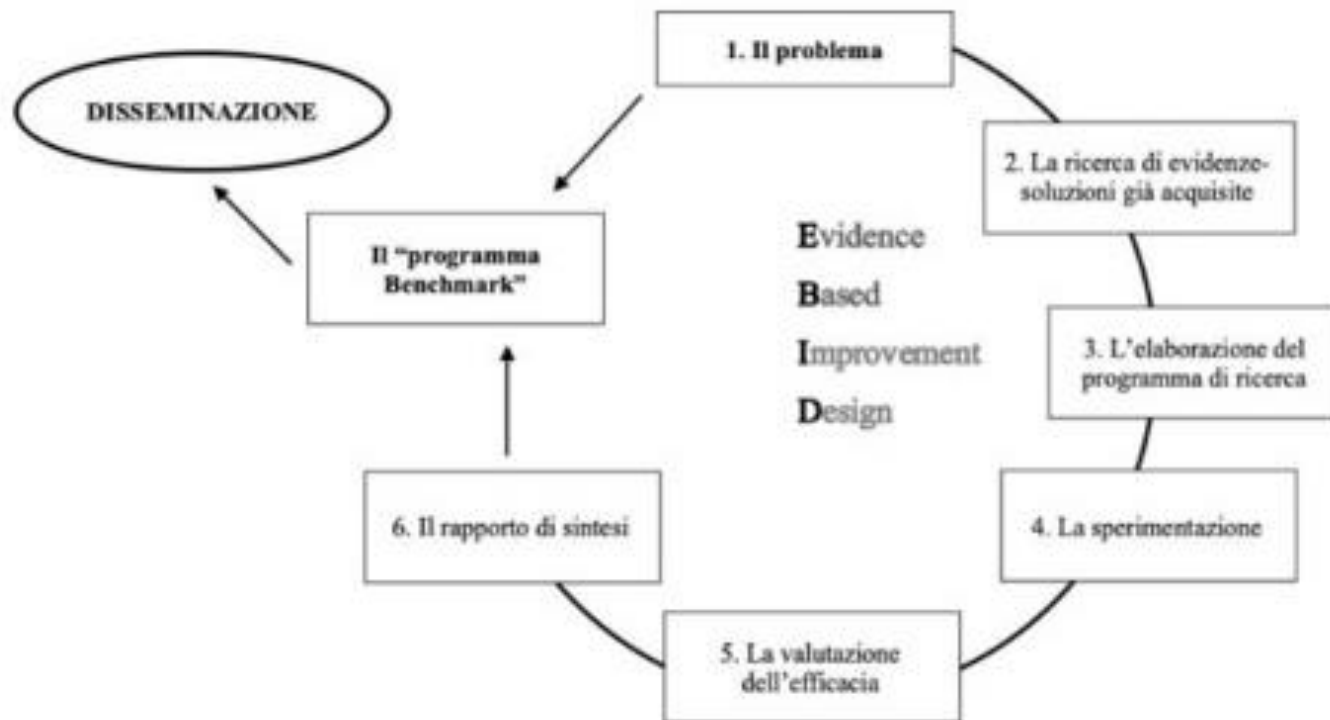 1. Il problema
DISSEMINAZIONE
2. La ricerca di evidenze-
soluzioni già acquisite
Il “programma
Benchmark”
Evidence
Based
Improvement
Design
3. L’elaborazione del
programma di ricerca
4. La sperimentazione
5. La valutazione
dell’efficacia
6. Il rapporto di sintesi